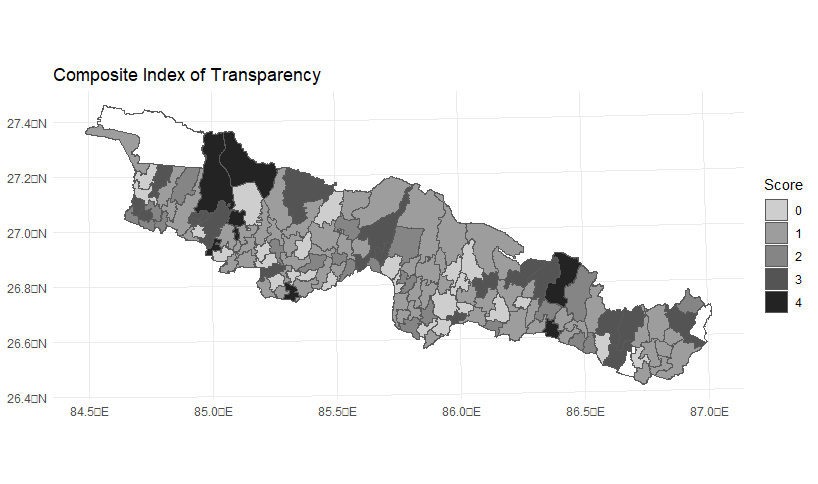 Composite Index of Transparency
27.4□N
27.2□N
27.0□N
26.8□N
26.6□N
26.4□N
84.5□E
85.0□E
85.5□E
86.0□E
86.5□E
87.0□E
Score
0
1
2
3
4